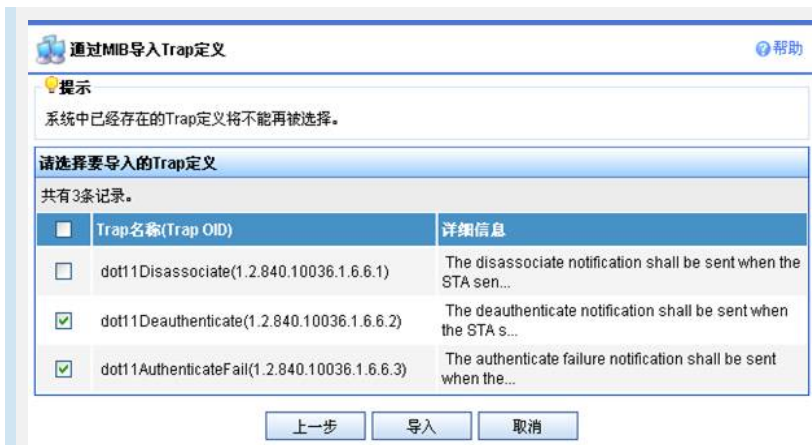 通过MIB导入Trap定义
帮助
提示
系统中已经存在的Trap定义将不能再被选择。
请选择要导入的Trap定义
共有3条记录。
Trap名称(Trap OID) 详细信息
dot11Disassociate(1.2.840.10036.1.6.6.1) The disassociate notification shall be sent when the
STA sen...
dot11Deauthenticate(1.2.840.10036.1.6.6.2) The deauthenticate notification shall be sent when
the STA s...
dot11AuthenticateFail(1.2.840.10036.1.6.6.3) The authenticate failure notification shall be sent
when the...
上一步 导入 取消